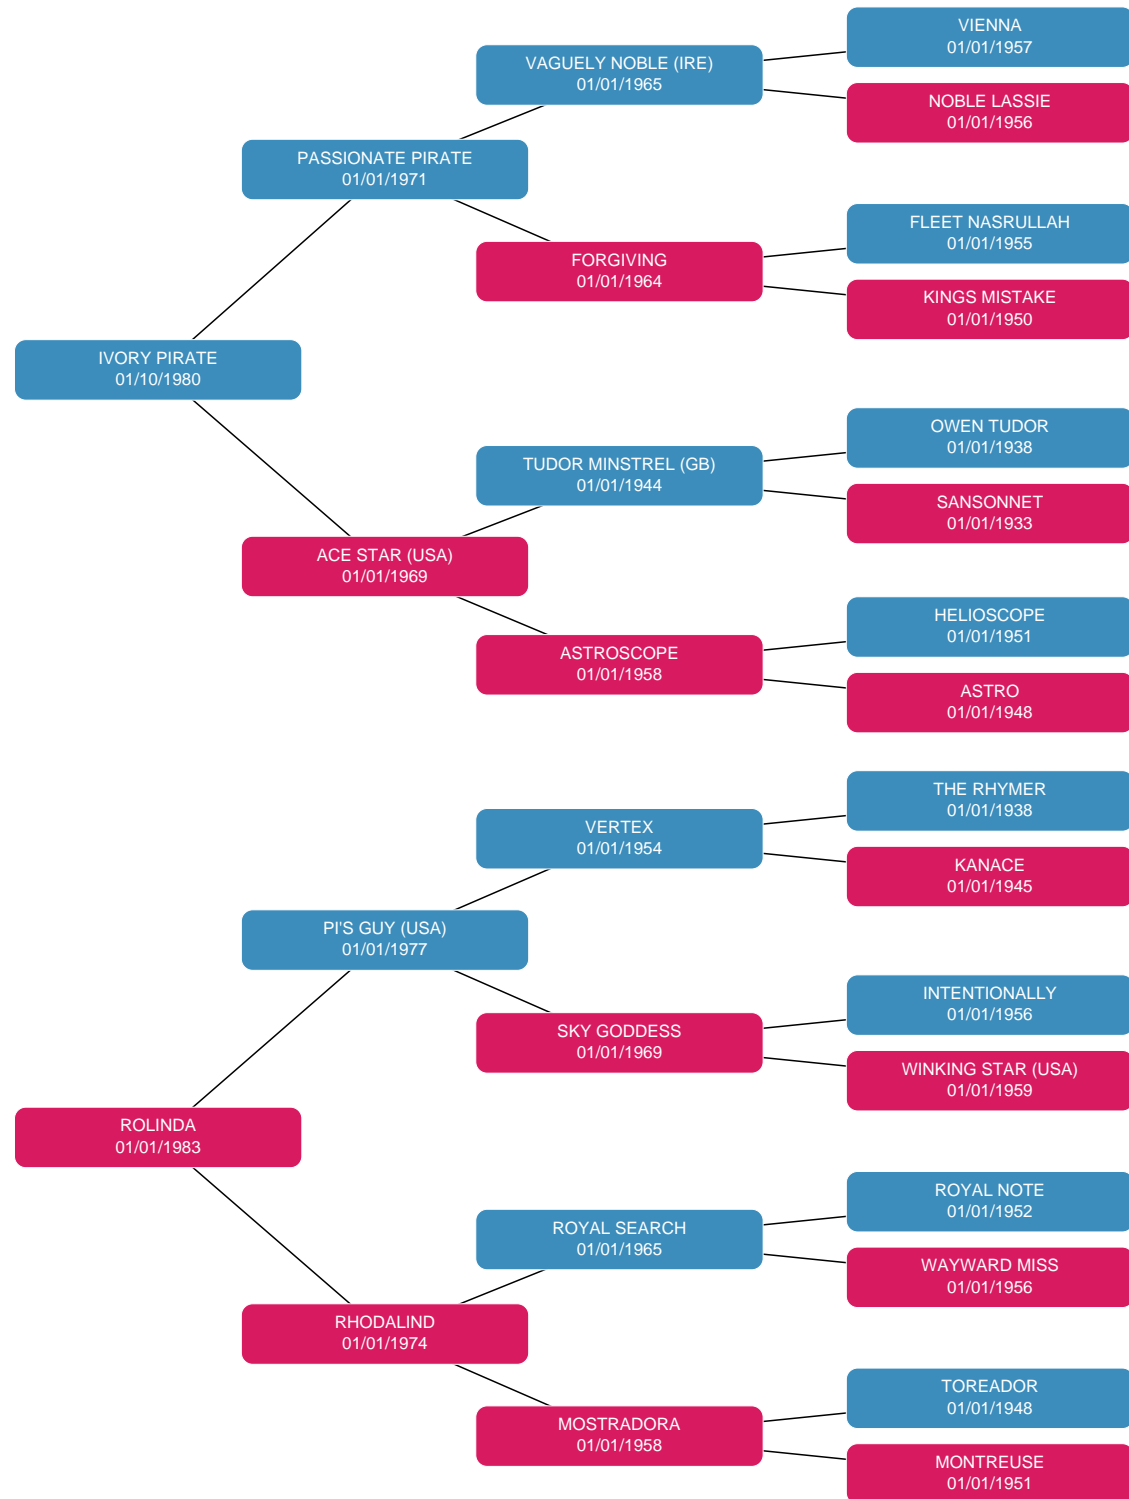 VIENNA
01/01/1957
VAGUELY NOBLE (IRE)
01/01/1965
NOBLE LASSIE
01/01/1956
PASSIONATE PIRATE
01/01/1971
FLEET NASRULLAH
01/01/1955
FORGIVING
01/01/1964
KINGS MISTAKE
01/01/1950
IVORY PIRATE
01/10/1980
OWEN TUDOR
01/01/1938
TUDOR MINSTREL (GB)
01/01/1944
SANSONNET
01/01/1933
ACE STAR (USA)
01/01/1969
HELIOSCOPE
01/01/1951
ASTROSCOPE
01/01/1958
ASTRO
01/01/1948
THE RHYMER
01/01/1938
VERTEX
01/01/1954
KANACE
01/01/1945
PI'S GUY (USA)
01/01/1977
INTENTIONALLY
01/01/1956
SKY GODDESS
01/01/1969
WINKING STAR (USA)
01/01/1959
ROLINDA
01/01/1983
ROYAL NOTE
01/01/1952
ROYAL SEARCH
01/01/1965
WAYWARD MISS
01/01/1956
RHODALIND
01/01/1974
TOREADOR
01/01/1948
MOSTRADORA
01/01/1958
MONTREUSE
01/01/1951